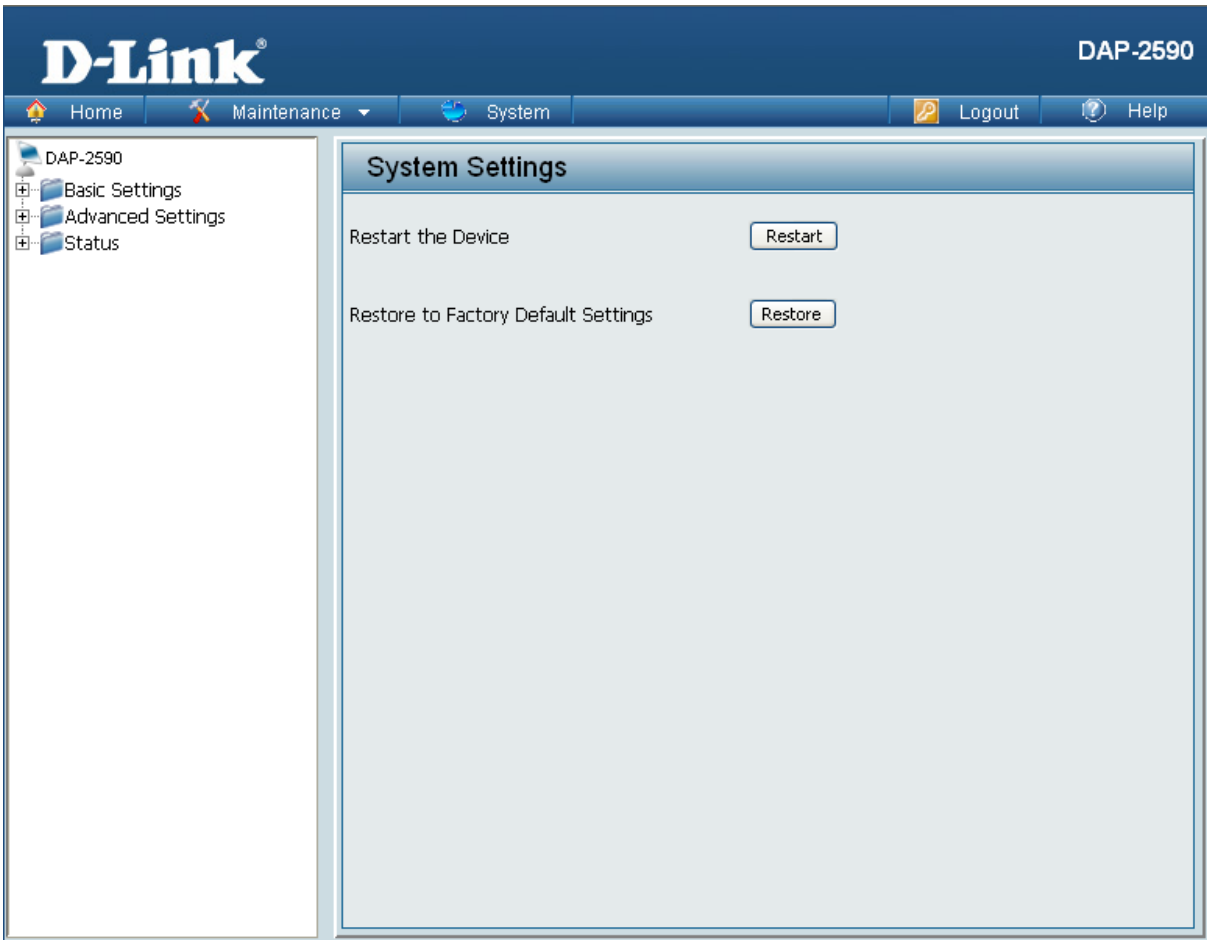 D-Link®
DAP-2590
Home Maintenance System Logout Help
DAP-2590
Basic Settings
Advanced Settings
Status
System Settings
Restart the Device Restart
Restore to Factory Default Settings Restore